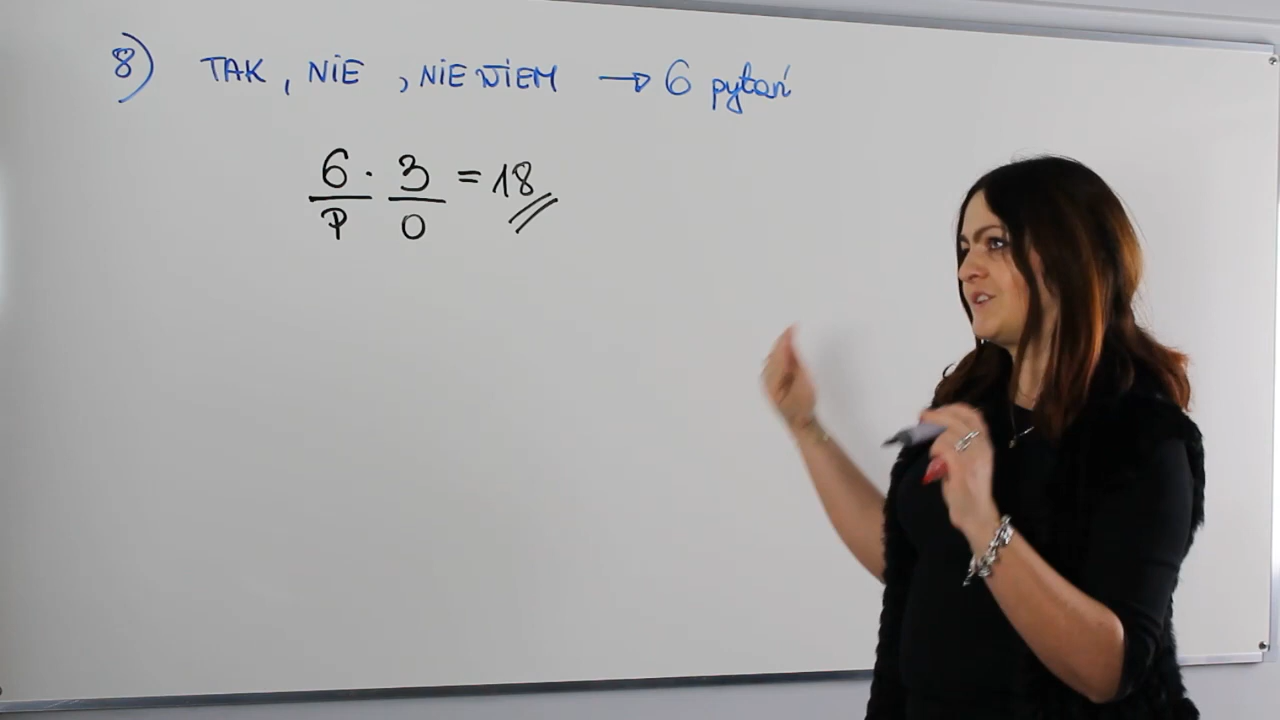 8) TAK, NIE, NIE WIEM → 6 pytań
6 · 3 = 18
P O